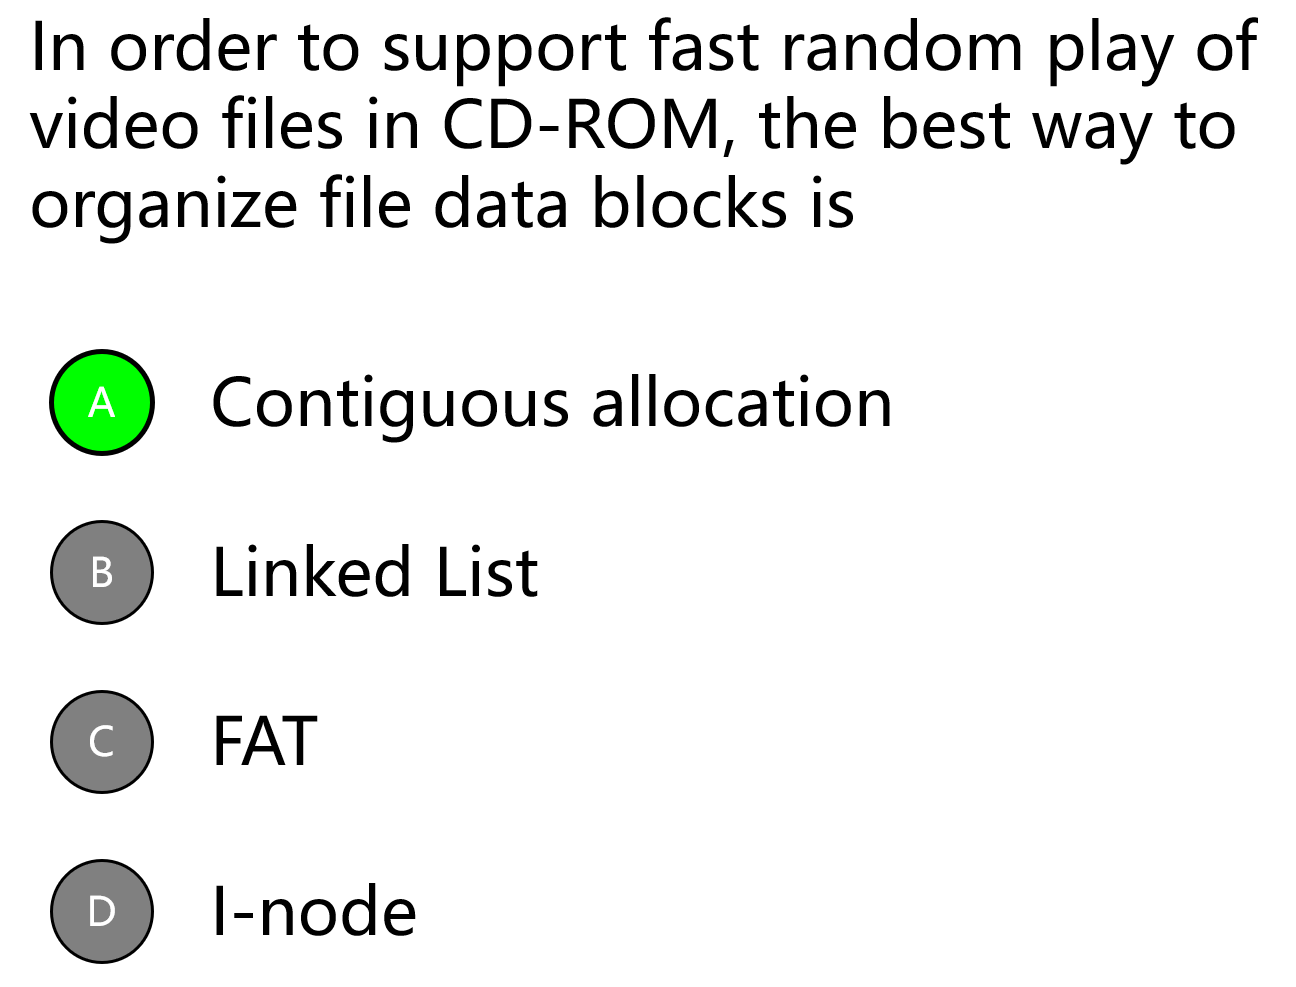 In order to support fast random play of
video files in CD-ROM, the best way to
organize file data blocks is
A Contiguous allocation
B Linked List
C FAT
D I-node